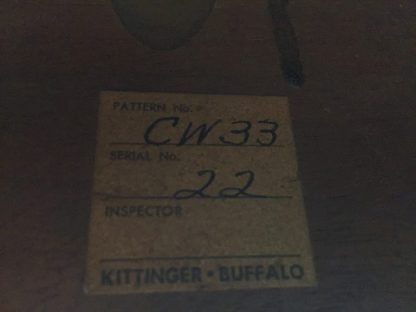 PATTERN No.
CW33
SERIAL No.
22
INSPECTOR
KITTINGER • BUFFALO